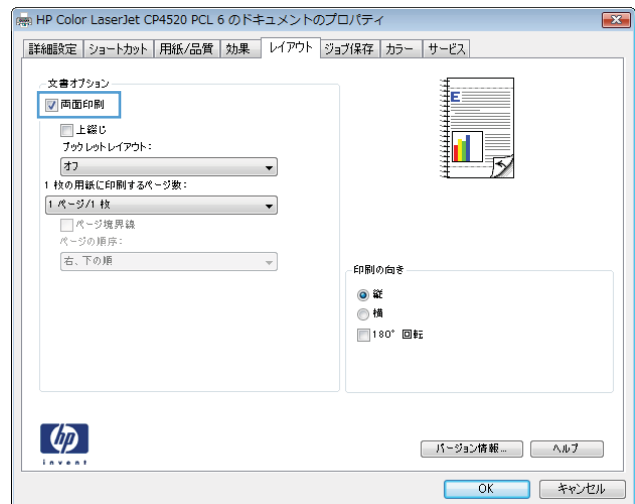 HP Color LaserJet CP4520 PCL 6 のドキュメントのプロパティ
詳細設定 ショートカット 用紙/品質 効果 レイアウト ジョブ保存 カラー サービス
文書オプション
両面印刷
上綴じ
ブックレットレイアウト:
オフ
1 枚の用紙に印刷するページ数:
1 ページ/1 枚
ページ境界線
ページの順序:
右、下の順
E
印刷の向き
縦
横
180° 回転
hp
invent
バージョン情報...
ヘルプ
OK
キャンセル